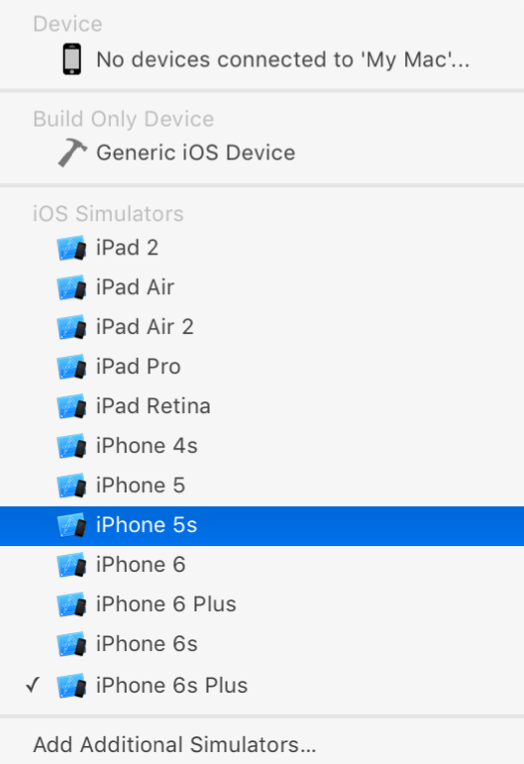 Device
No devices connected to 'My Mac'...
Build Only Device
Generic iOS Device
iOS Simulators
iPad 2
iPad Air
iPad Air 2
iPad Pro
iPad Retina
iPhone 4s
iPhone 5
iPhone 5s
iPhone 6
iPhone 6 Plus
iPhone 6s
✓ iPhone 6s Plus
Add Additional Simulators...